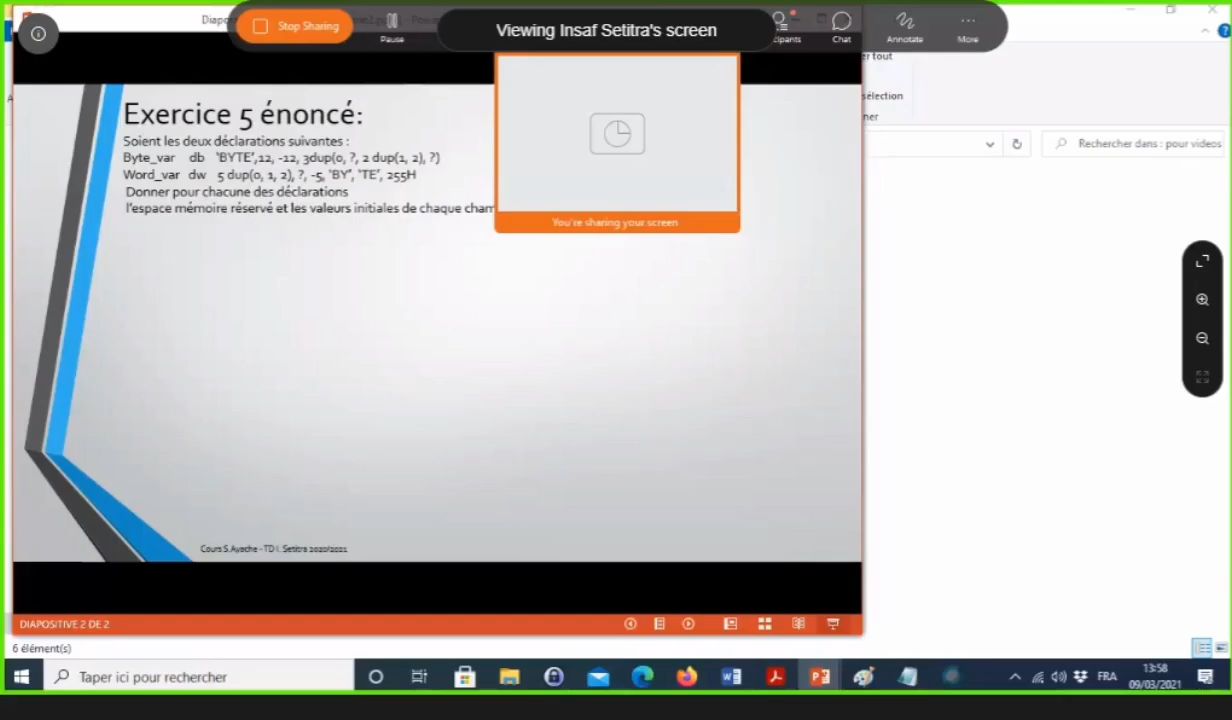 Stop Sharing
Pause
Viewing Insaf Setitra's screen
Chat
Annotate
More
er tout
sélection
ner
Rechercher dans : pour videos
You're sharing your screen
Exercice 5 énoncé:
Soient les deux déclarations suivantes :
Byte_var db 'BYTE',12, -12, 3dup(0, ?, 2 dup(1, 2), ?)
Word_var dw 5 dup(0, 1, 2), ?, -5, 'BY', 'TE', 255H
Donner pour chacune des déclarations
l'espace mémoire réservé et les valeurs initiales de chaque cham
Cours S.Ayache - TD I. Setitra 2020/2021
DIAPOSITIVE 2 DE 2
6 élément(s)
Taper ici pour rechercher
FRA
13:58
09/03/2021